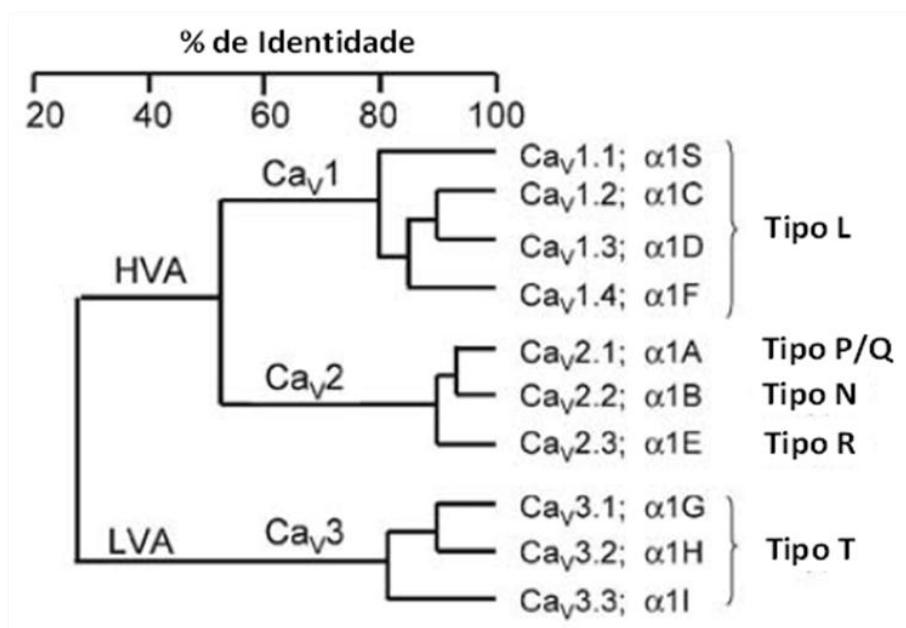 % de Identidade
20 40 60 80 100
Cav1
HVA
Cav2
LVA
Cav3
Cav1.1; α1S
Cav1.2; α1C
Cav1.3; α1D
Cav1.4; α1F
Tipo L
Cav2.1; α1A Tipo P/Q
Cav2.2; α1B Tipo N
Cav2.3; α1E Tipo R
Cav3.1; α1G
Cav3.2; α1H
Cav3.3; α1I
Tipo T